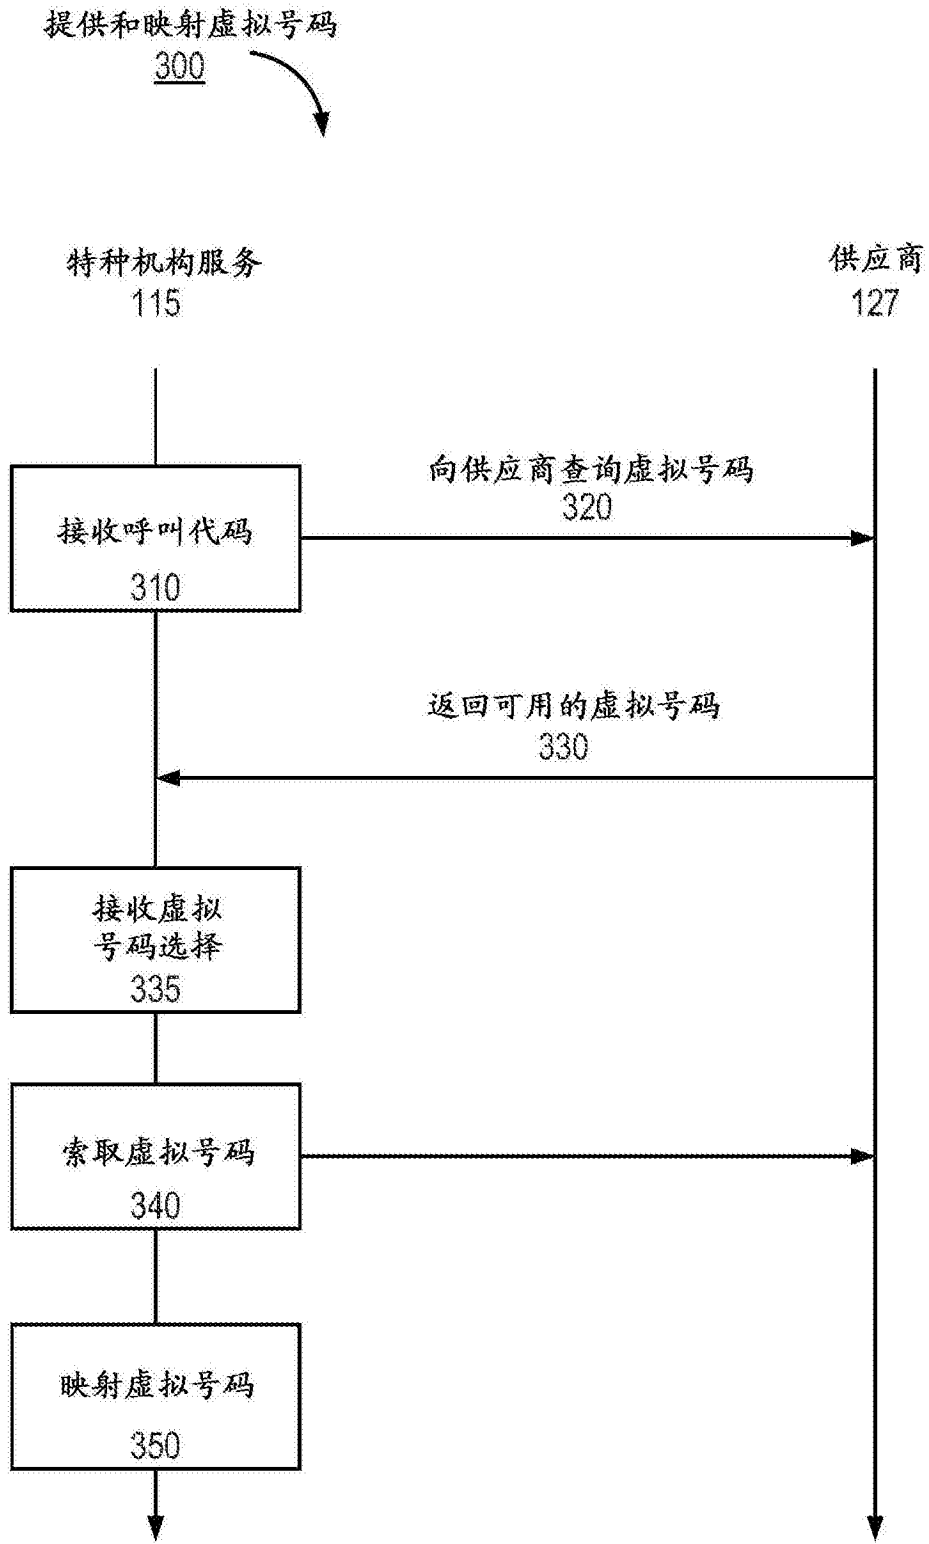 提供和映射虚拟号码
300
特种机构服务
115
供应商
127
接收呼叫代码
310
向供应商查询虚拟号码
320
返回可用的虚拟号码
330
接收虚拟
号码选择
335
索取虚拟号码
340
映射虚拟号码
350